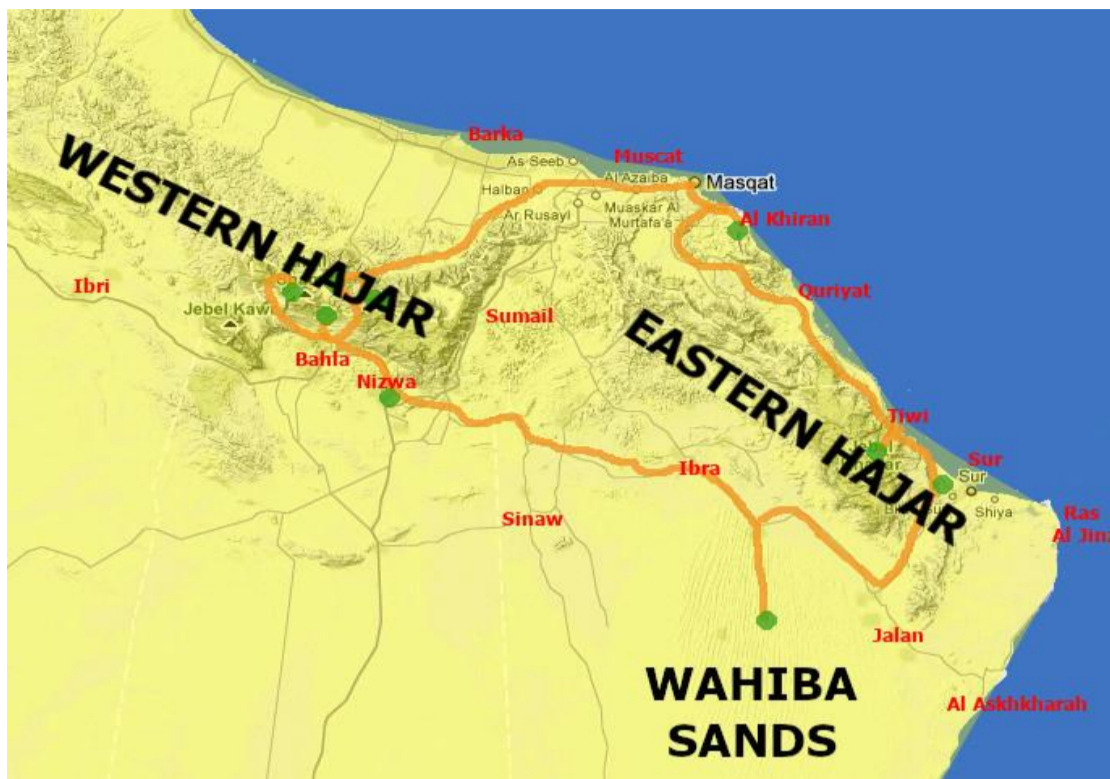 Barka
As Seeb
Muscat
WESTERN HAJAR
Halban
Al Azaiba
Masqat
Ar Rusayl
Muaskar Al
Murtafa'a
Al Khiran
Ibri
Jebel Kawr
Quriyat
Sumail
EASTERN HAJAR
Bahla
Nizwa
Tiwi
Ibra
Sur
Sur
Shiya
Sinaw
Ras
Al Jinz
Jalan
WAHIBA
SANDS
Al Askhkharah